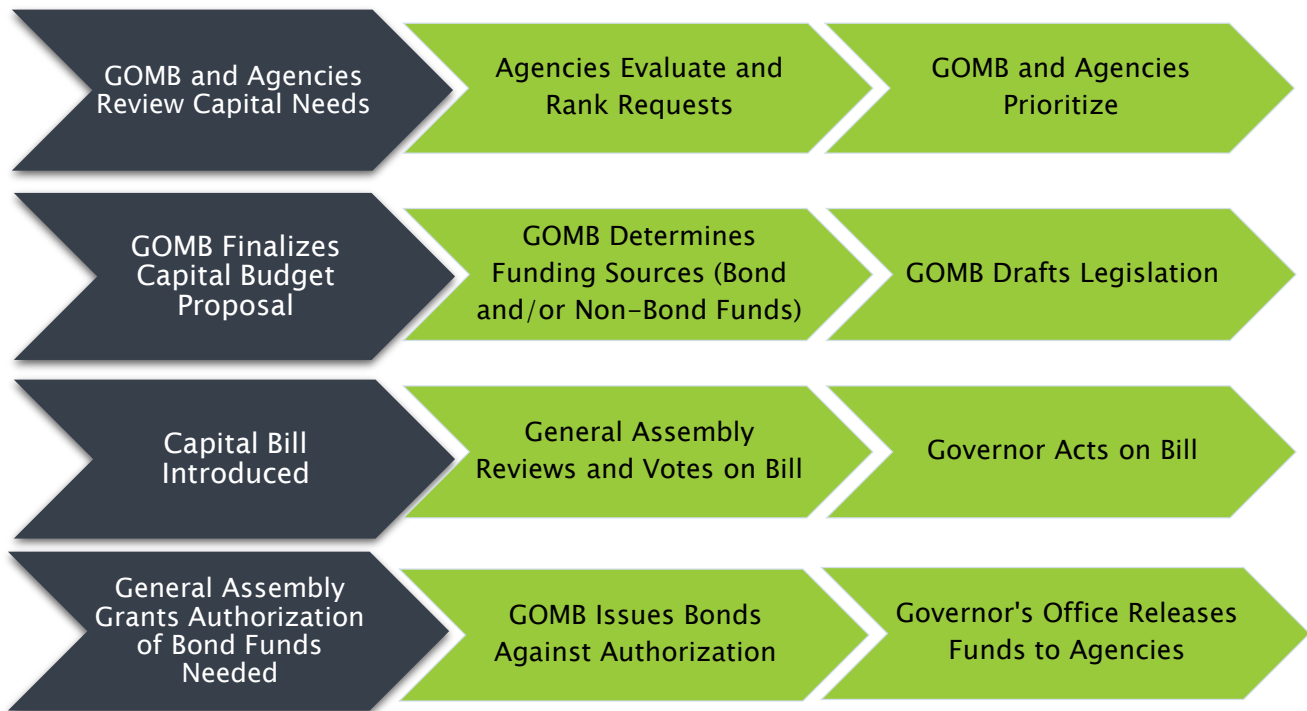 GOMB and Agencies
Review Capital Needs
Agencies Evaluate and
Rank Requests
GOMB and Agencies
Prioritize
GOMB Finalizes
Capital Budget
Proposal
GOMB Determines
Funding Sources (Bond
and/or Non-Bond Funds)
GOMB Drafts Legislation
Capital Bill
Introduced
General Assembly
Reviews and Votes on Bill
Governor Acts on Bill
General Assembly
Grants Authorization
of Bond Funds
Needed
GOMB Issues Bonds
Against Authorization
Governor's Office Releases
Funds to Agencies